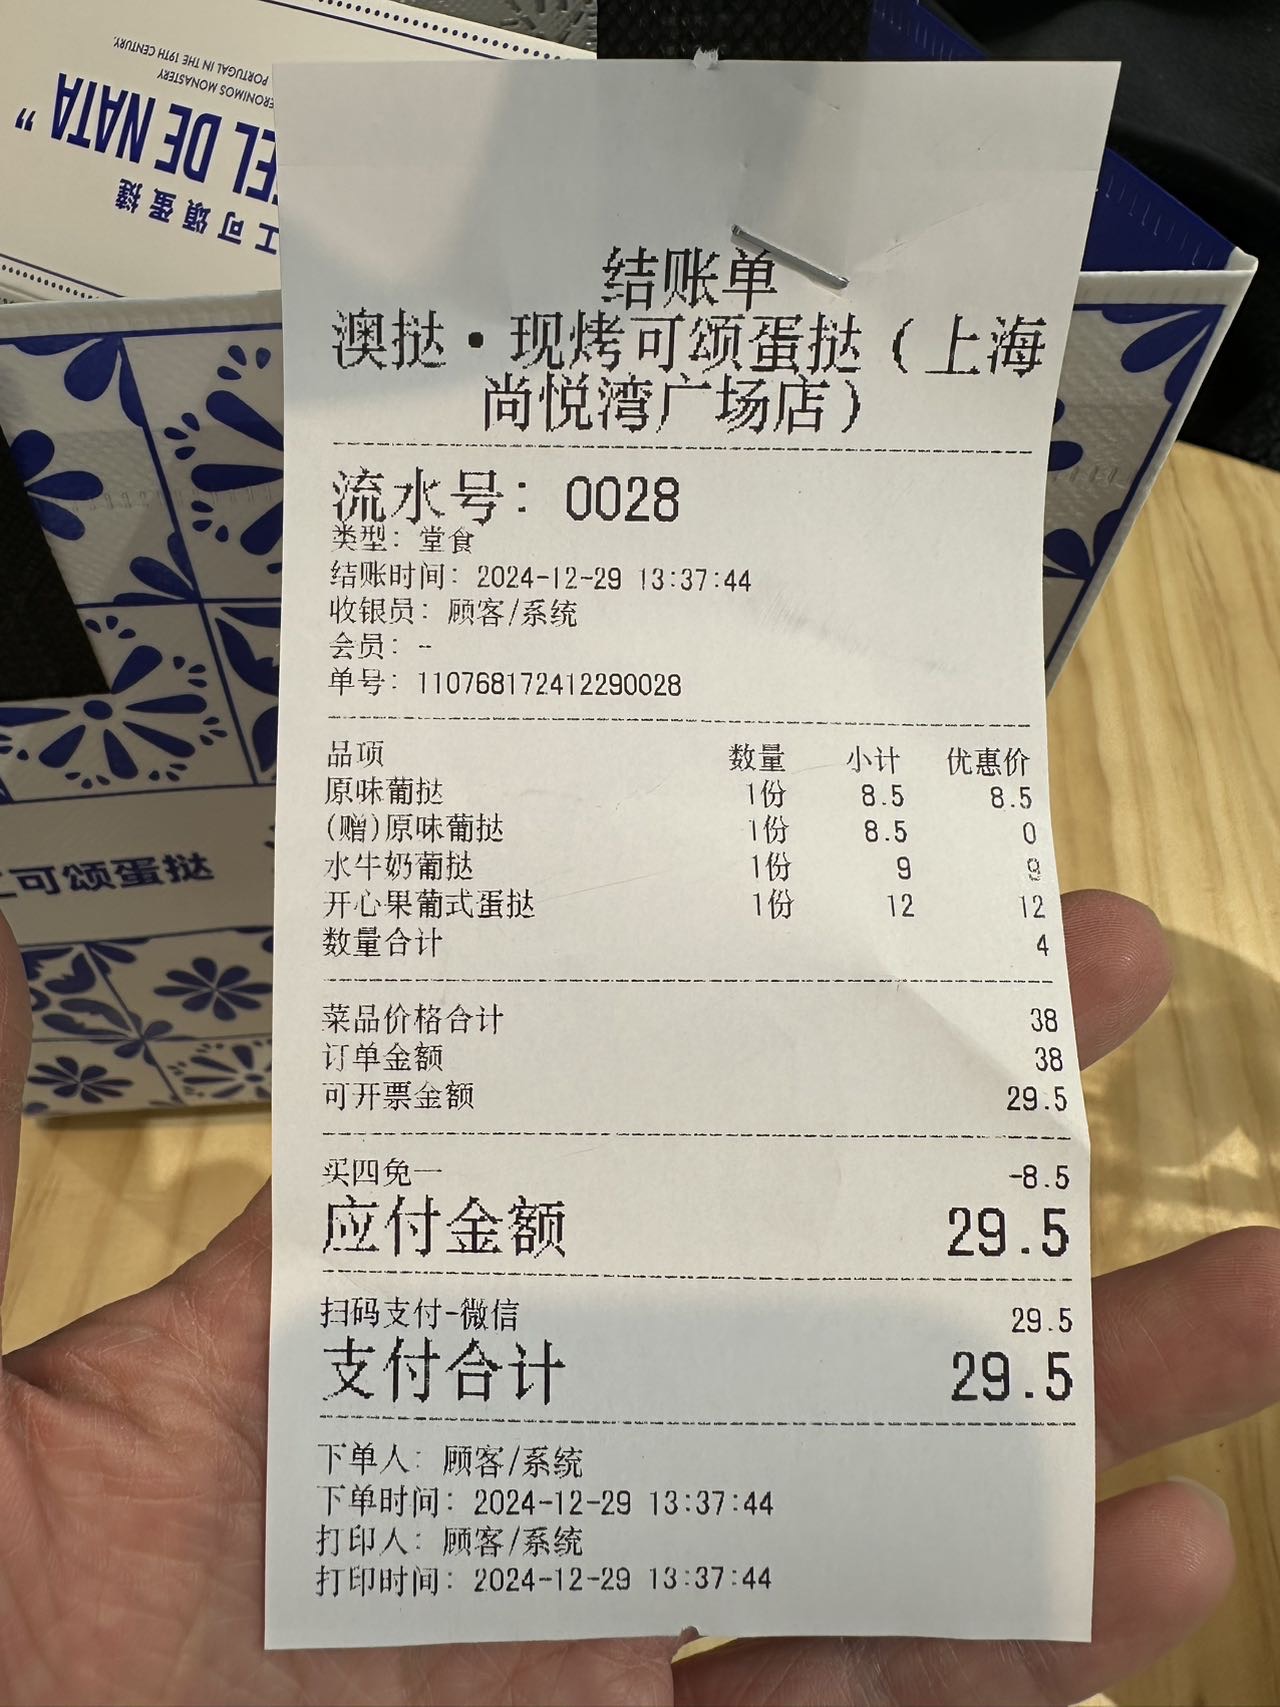 PORTUGAL IN THE 19TH CENTURY.
MONASTERY
DE NATA”
可颂蛋撻
可颂蛋挞
结账单
澳挞·现烤可颂蛋挞（上海
尚悦湾广场店）
流水号：0028
类型：堂食
结账时间：2024-12-29 13:37:44
收银员：顾客/系统
会员：-
单号：110768172412290028
品项 数量 小计 优惠价
原味葡挞 1份 8.5 8.5
(赠)原味葡挞 1份 8.5 0
水牛奶葡挞 1份 9 9
开心果葡式蛋挞 1份 12 12
数量合计 4
菜品价格合计 38
订单金额 38
可开票金额 29.5
买四免一 -8.5
应付金额 29.5
扫码支付-微信 29.5
支付合计 29.5
下单人：顾客/系统
下单时间：2024-12-29 13:37:44
打印人：顾客/系统
打印时间：2024-12-29 13:37:44